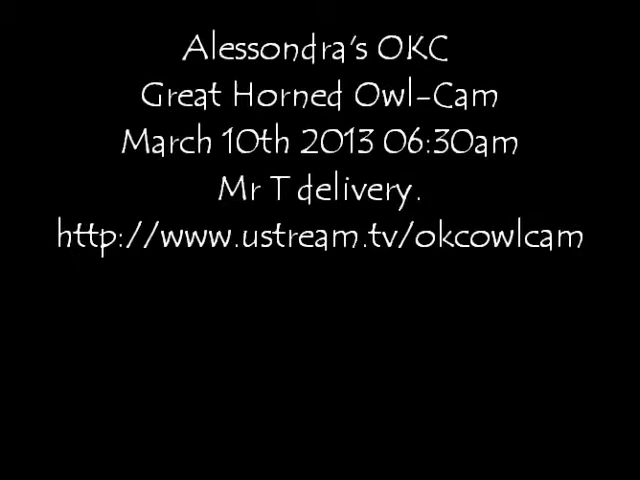 Alessondra's OKC
Great Horned Owl-Cam
March 10th 2013 06:30am
Mr T delivery.
http://www.ustream.tv/okcowlcam